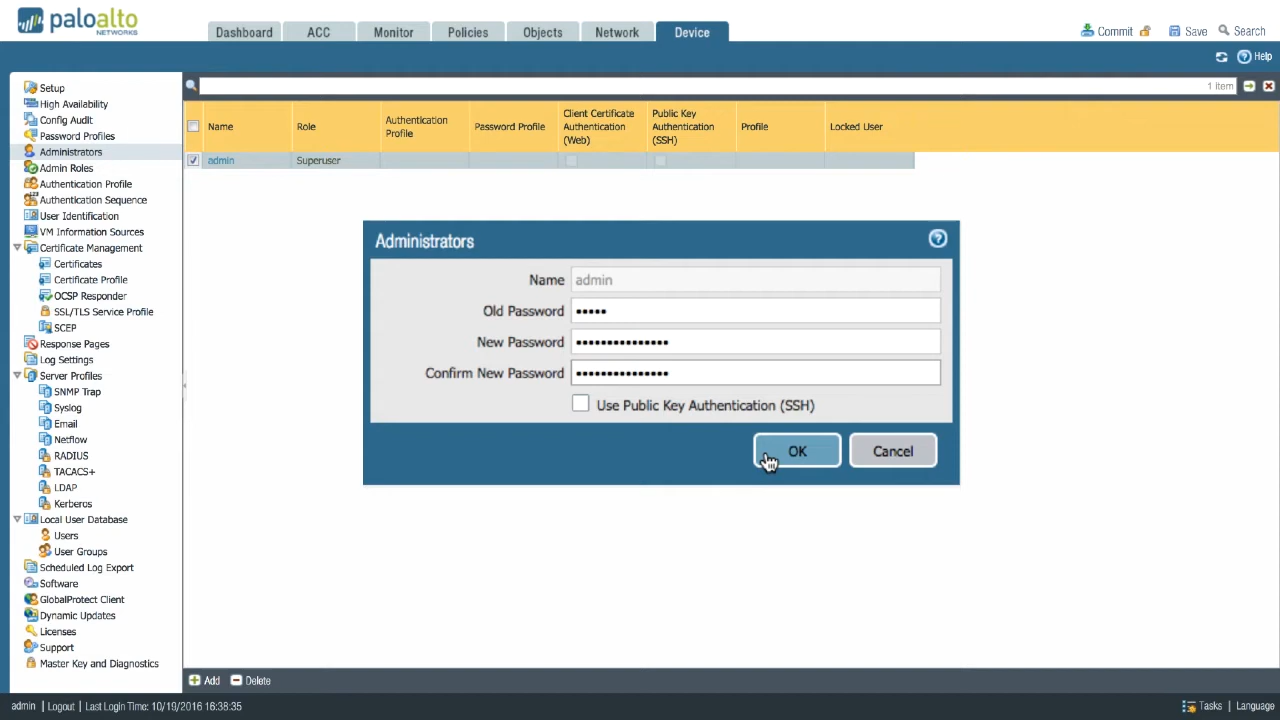 paloalto
NETWORKS
Dashboard
ACC
Monitor
Policies
Objects
Network
Device
Commit
Save
Search
Help
Setup
High Availability
Config Audit
Password Profiles
Administrators
Admin Roles
Authentication Profile
Authentication Sequence
User Identification
VM Information Sources
Certificate Management
Certificates
Certificate Profile
OCSP Responder
SSL/TLS Service Profile
SCEP
Response Pages
Log Settings
Server Profiles
SNMP Trap
Syslog
Email
Netflow
RADIUS
TACACS+
LDAP
Kerberos
Local User Database
Users
User Groups
Scheduled Log Export
Software
GlobalProtect Client
Dynamic Updates
Licenses
Support
Master Key and Diagnostics
1 item
Name
Role
Authentication
Profile
Password Profile
Client Certificate
Authentication
(Web)
Public Key
Authentication
(SSH)
Profile
Locked User
admin
Superuser
Administrators
Name admin
Old Password •••••
New Password •••••••••••••••
Confirm New Password •••••••••••••••
Use Public Key Authentication (SSH)
OK
Cancel
Add
Delete
admin | Logout | Last Login Time: 10/19/2016 16:38:35
Tasks | Language